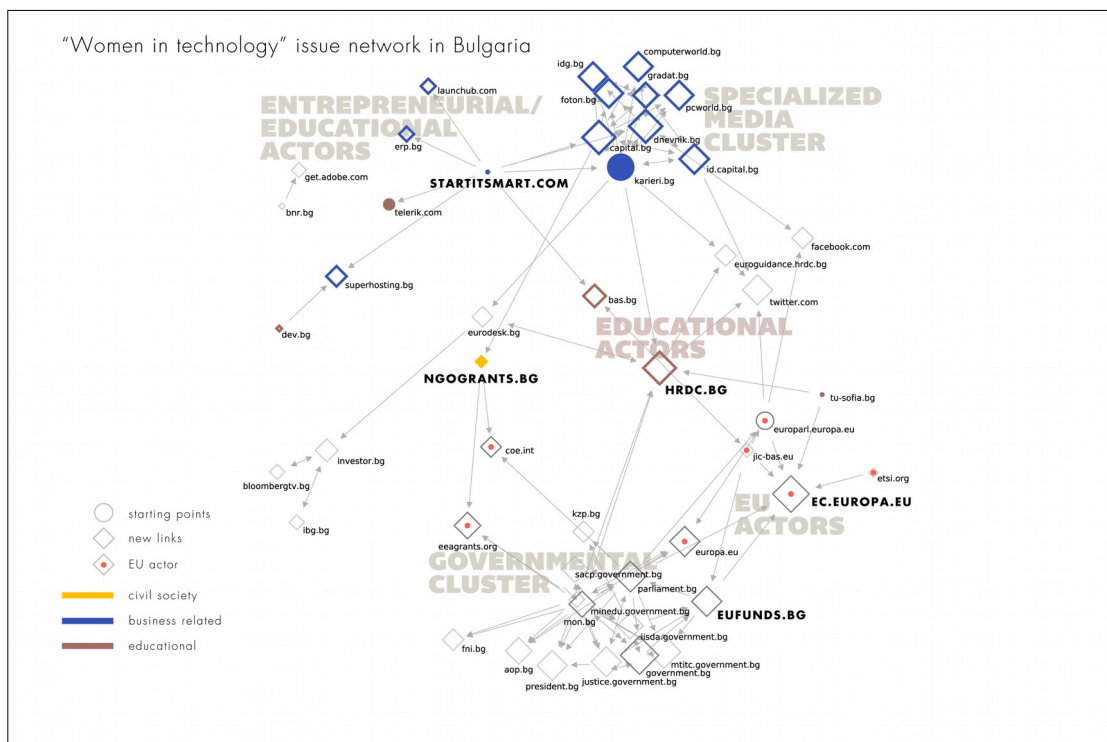 “Women in technology” issue network in Bulgaria
computerworld.bg
idg.bg
gradat.bg
launchub.com
foton.bg
pcworld.bg
ENTREPRENEURIAL/
EDUCATIONAL
ACTORS
SPECIALIZED
MEDIA
CLUSTER
erp.bg
dnevnik.bg
capital.bg
id.capital.bg
get.adobe.com
STARTITSMART.COM
karieri.bg
bnr.bg
telerik.com
facebook.com
euroguidance.hrdc.bg
superhosting.bg
bas.bg
twitter.com
dev.bg
eurodesk.bg
EDUCATIONAL
ACTORS
NGOGRANTS.BG
HRDC.BG
tu-sofia.bg
europarl.europa.eu
coe.int
jic-bas.eu
investor.bg
bloombergtv.bg
etsi.org
EC.EUROPA.EU
EU
ACTORS
ibg.bg
kzp.bg
eeagrants.org
europa.eu
GOVERNMENTAL
CLUSTER
sacp.government.bg
parliament.bg
minedu.government.bg
mon.bg
EUFUNDS.BG
iisda.government.bg
fni.bg
aop.bg
mtitc.government.bg
government.bg
justice.government.bg
president.bg
starting points
new links
EU actor
civil society
business related
educational